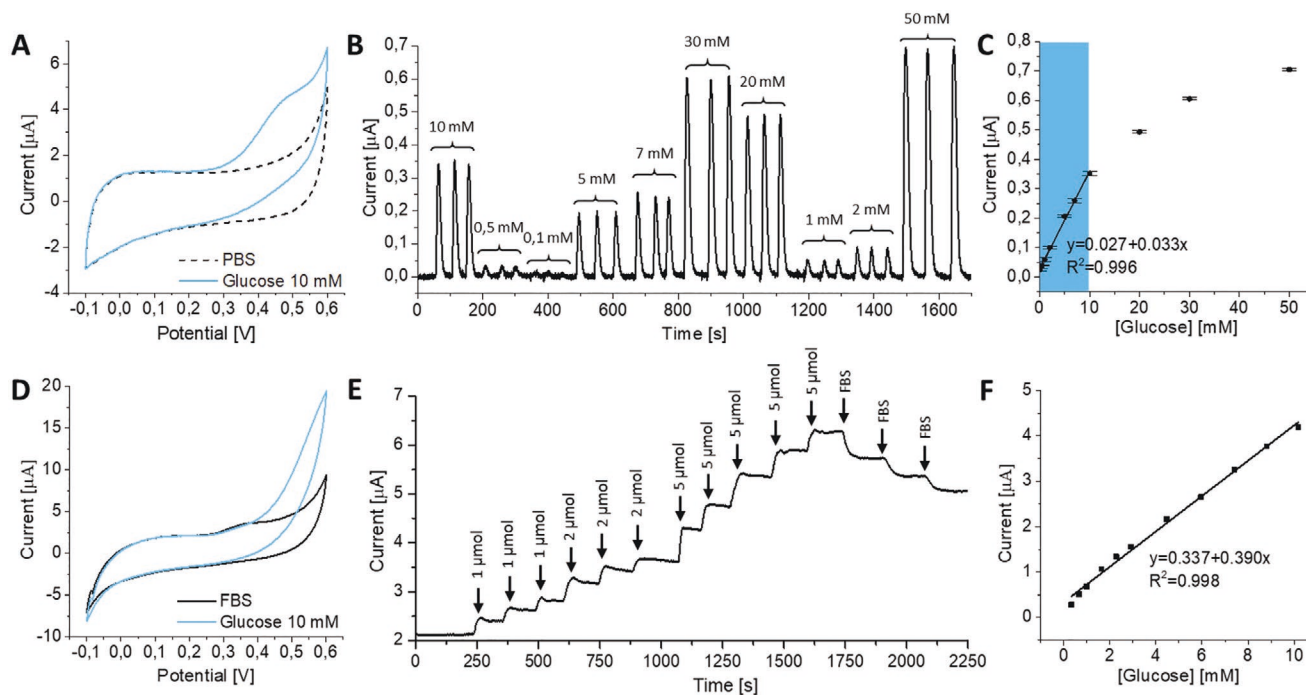 A
Current [µA]
6
4
2
0
-2
-4
PBS
Glucose 10 mM
-0,1 0,0 0,1 0,2 0,3 0,4 0,5 0,6
Potential [V]
B
Current [µA]
0,7
0,6
0,5
0,4
0,3
0,2
0,1
0,0
10 mM
0,5 mM
0,1 mM
5 mM
7 mM
30 mM
20 mM
1 mM
2 mM
50 mM
0 200 400 600 800 1000 1200 1400 1600
Time [s]
C
Current [µA]
0,8
0,7
0,6
0,5
0,4
0,3
0,2
0,1
0,0
y=0.027+0.033x
R²=0.996
0 10 20 30 40 50
[Glucose] [mM]
D
Current [µA]
20
15
10
5
0
-5
-10
FBS
Glucose 10 mM
-0,1 0,0 0,1 0,2 0,3 0,4 0,5 0,6
Potential [V]
E
Current [µA]
7
6
5
4
3
2
1 µmol
1 µmol
1 µmol
2 µmol
2 µmol
2 µmol
5 µmol
5 µmol
5 µmol
5 µmol
5 µmol
FBS
FBS
FBS
0 250 500 750 1000 1250 1500 1750 2000 2250
Time [s]
F
Current [µA]
5
4
3
2
1
0
y=0.337+0.390x
R²=0.998
0 2 4 6 8 10
[Glucose] [mM]